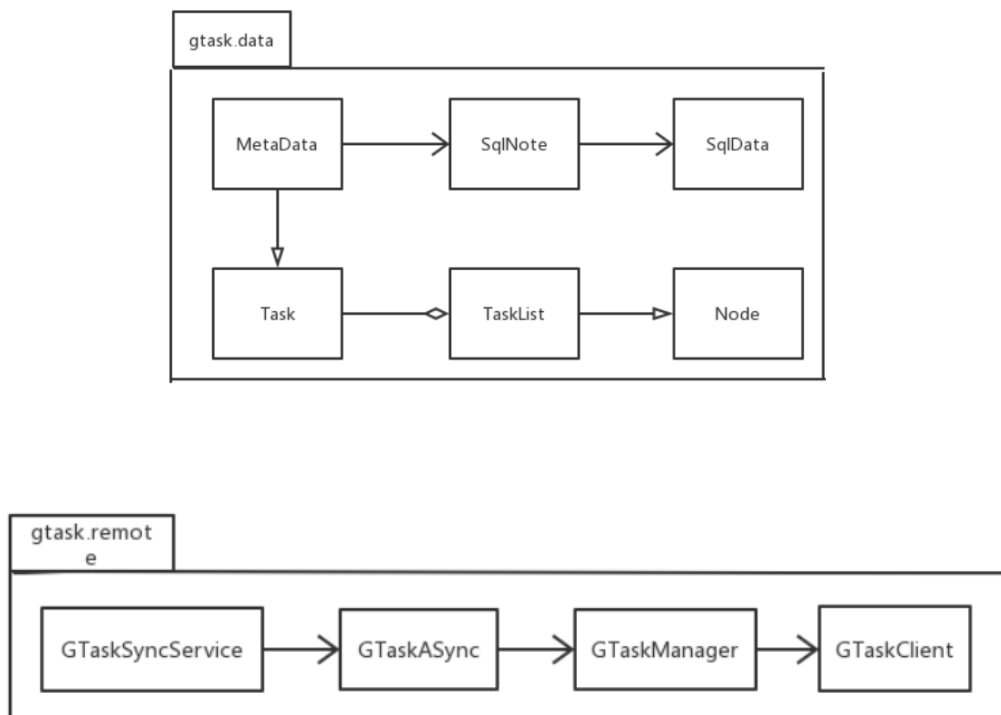 gtask.data
MetaData
SqlNote
SqlData
Task
TaskList
Node
gtask.remot
e
GTaskSyncService
GTaskASync
GTaskManager
GTaskClient